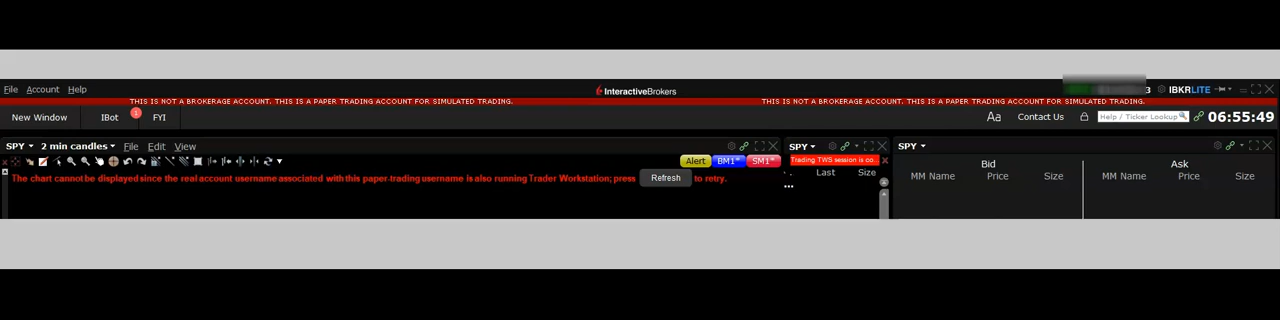 File Account Help
InteractiveBrokers
3 IBKRLITE
THIS IS NOT A BROKERAGE ACCOUNT. THIS IS A PAPER TRADING ACCOUNT FOR SIMULATED TRADING.
THIS IS NOT A BROKERAGE ACCOUNT. THIS IS A PAPER TRADING ACCOUNT FOR SIMULATED TRADING.
New Window IBot 1 FYI
Aa Contact Us Help / Ticker Lookup 06:55:49
SPY 2 min candles File Edit View
Alert BM1* SM1*
The chart cannot be displayed since the real account username associated with this paper-trading username is also running Trader Workstation; press Refresh to retry.
SPY
Trading TWS session is co...
Last Size
...
SPY
Bid Ask
MM Name Price Size MM Name Price Size